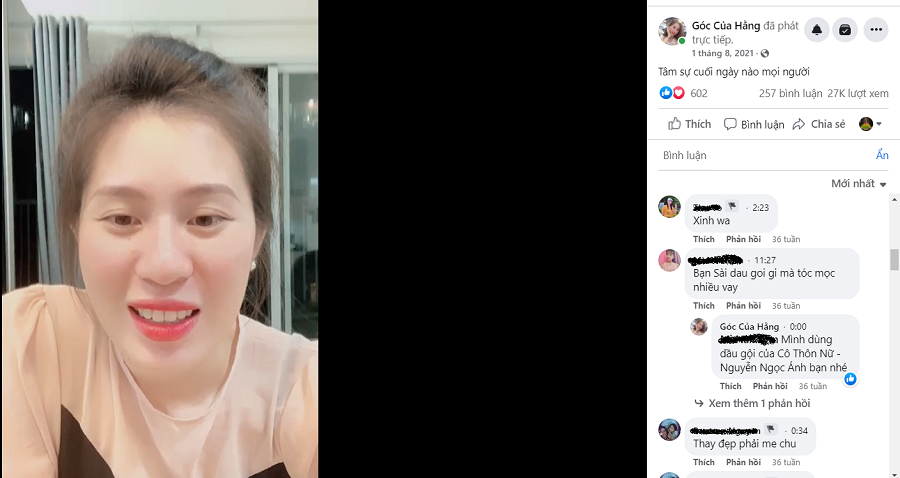 Góc Của Hằng đã phát
trực tiếp.
1 tháng 8, 2021 ·
Tâm sự cuối ngày nào mọi người
602
257 bình luận 27K lượt xem
Thích Bình luận Chia sẻ
Bình luận Ẩn
Mới nhất
· 2:23
Xinh wa
Thích Phản hồi 36 tuần
· 11:27
Bạn Sài dau goi gi mà tóc mọc
nhiều vay
Thích Phản hồi 36 tuần
Góc Của Hằng · 0:00
Mình dùng
dầu gội của Cô Thôn Nữ -
Nguyễn Ngọc Ánh bạn nhé
Thích Phản hồi 36 tuần
Xem thêm 1 phản hồi
· 0:34
Thay đẹp phải me chu
Thích Phản hồi 36 tuần